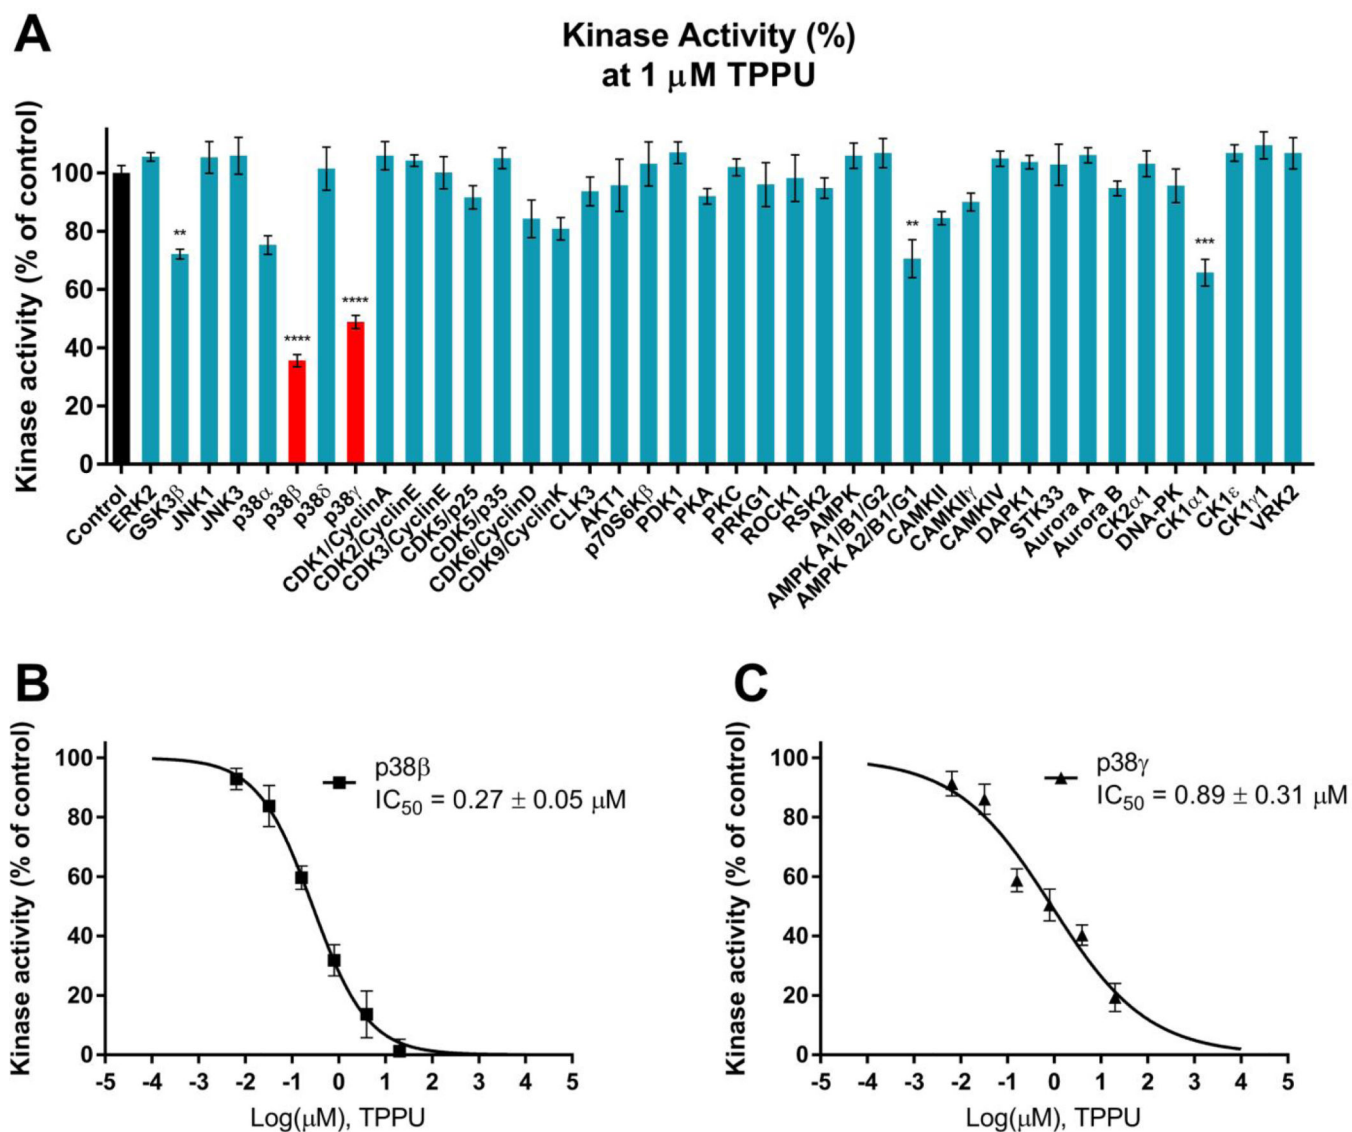 A
Kinase Activity (%)
at 1 μM TPPU
Kinase activity (% of control)
100
80
60
40
20
0
**
****
****
**
***
Control
ERK2
GSK3β
JNK1
JNK3
p38α
p38β
p38δ
p38γ
CDK1/CyclinA
CDK2/CyclinE
CDK3/CyclinE
CDK5/p25
CDK5/p35
CDK6/CyclinD
CDK9/CyclinK
CLK3
AKT1
p70S6Kβ
PDK1
PKA
PKC
PRKG1
ROCK1
RSK2
AMPK
AMPK A1/B1/G2
AMPK A2/B1/G1
CAMKII
CAMKIIγ
CAMKIV
DAPK1
STK33
Aurora A
Aurora B
CK2α1
DNA-PK
CK1α1
CK1ε
CK1γ1
VRK2
B
Kinase activity (% of control)
100
80
60
40
20
0
p38β
IC50 = 0.27 ± 0.05 μM
-5 -4 -3 -2 -1 0 1 2 3 4 5
Log(μM), TPPU
C
Kinase activity (% of control)
100
80
60
40
20
0
p38γ
IC50 = 0.89 ± 0.31 μM
-5 -4 -3 -2 -1 0 1 2 3 4 5
Log(μM), TPPU